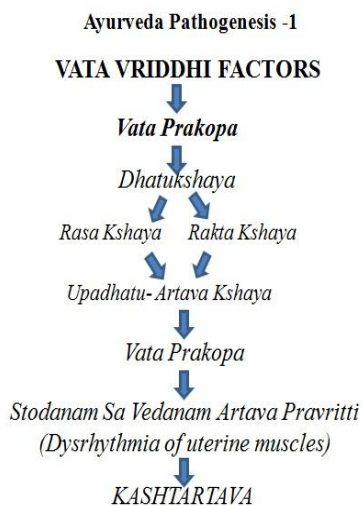 Ayurveda Pathogenesis -1
VATA VRIDDHI FACTORS
Vata Prakopa
Dhatukshaya
Rasa Kshaya Rakta Kshaya
Upadhatu- Artava Kshaya
Vata Prakopa
Stodanam Sa Vedanam Artava Pravritti
(Dysrhythmia of uterine muscles)
KASHTARTAVA